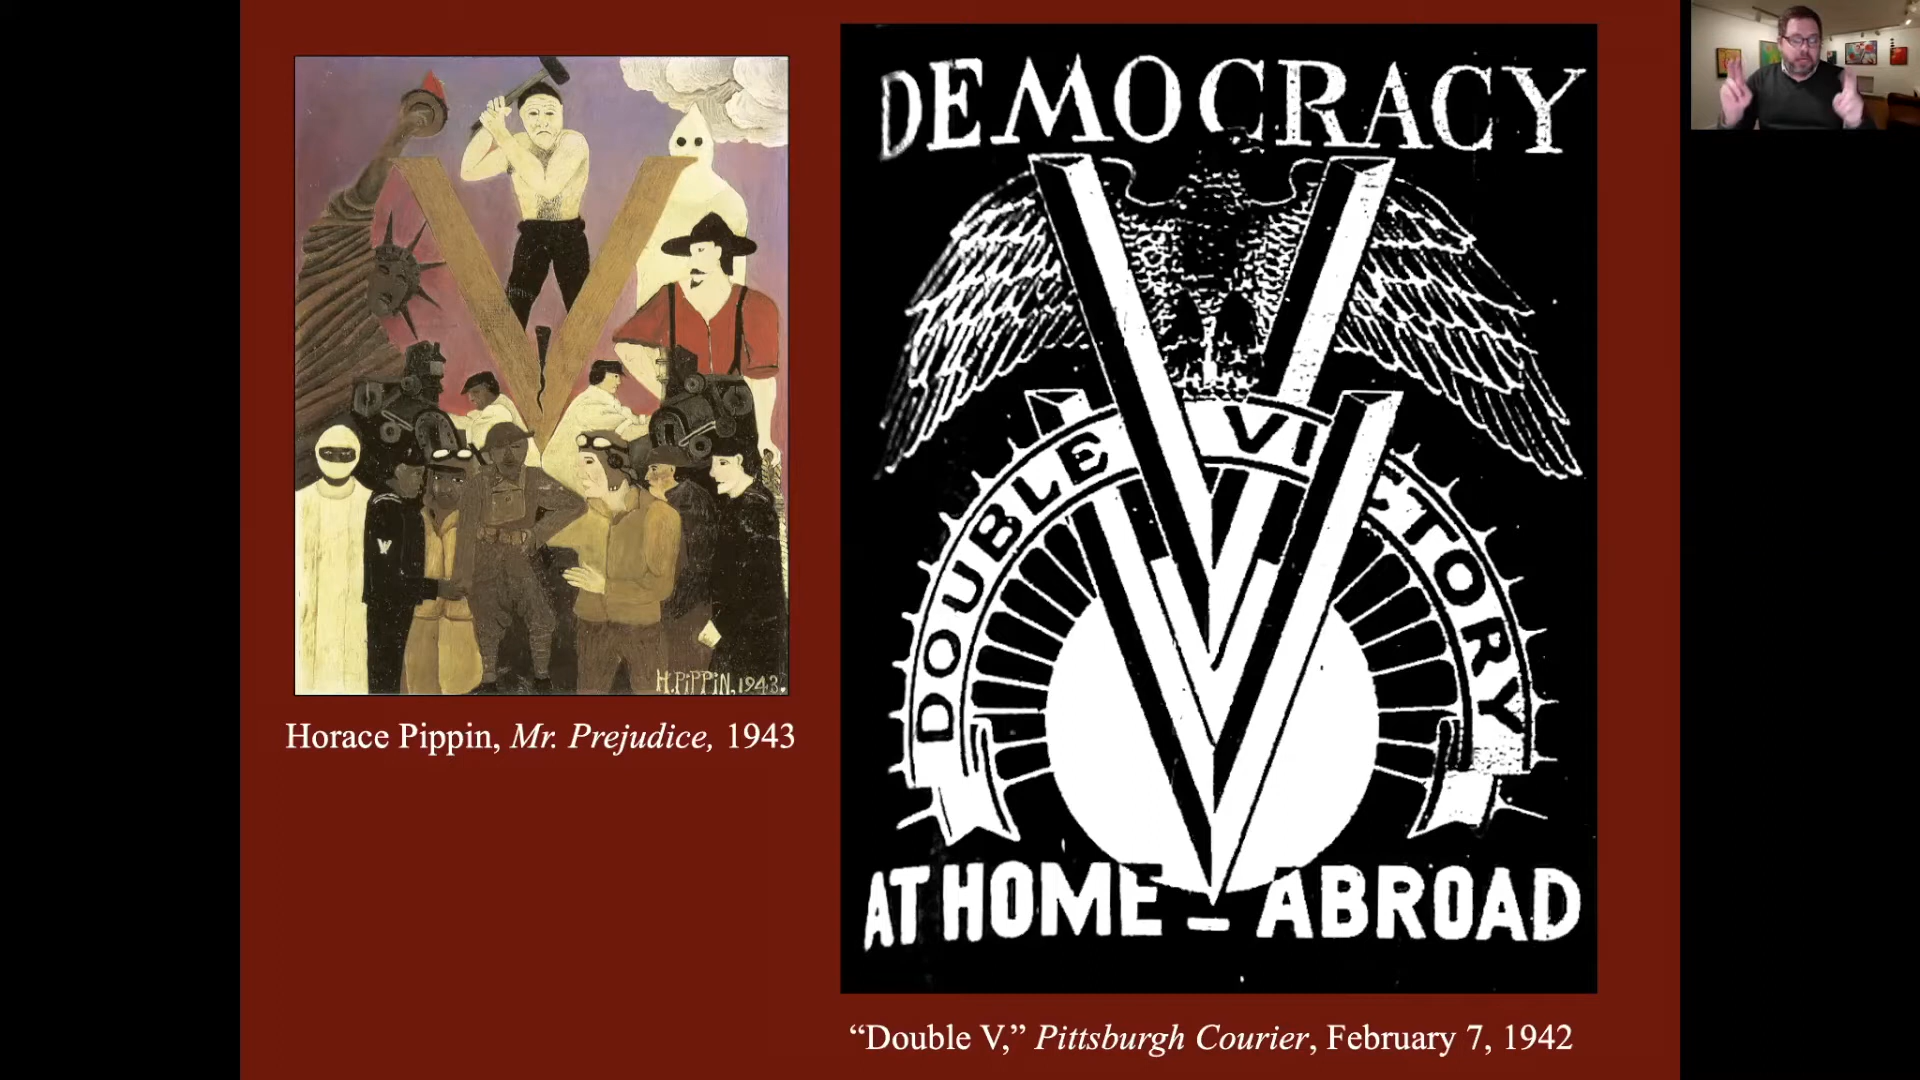 H. PiPPiN, 1943.
Horace Pippin, Mr. Prejudice, 1943
DEMOCRACY
DOUBLE VICTORY
AT HOME – ABROAD
“Double V,” Pittsburgh Courier, February 7, 1942